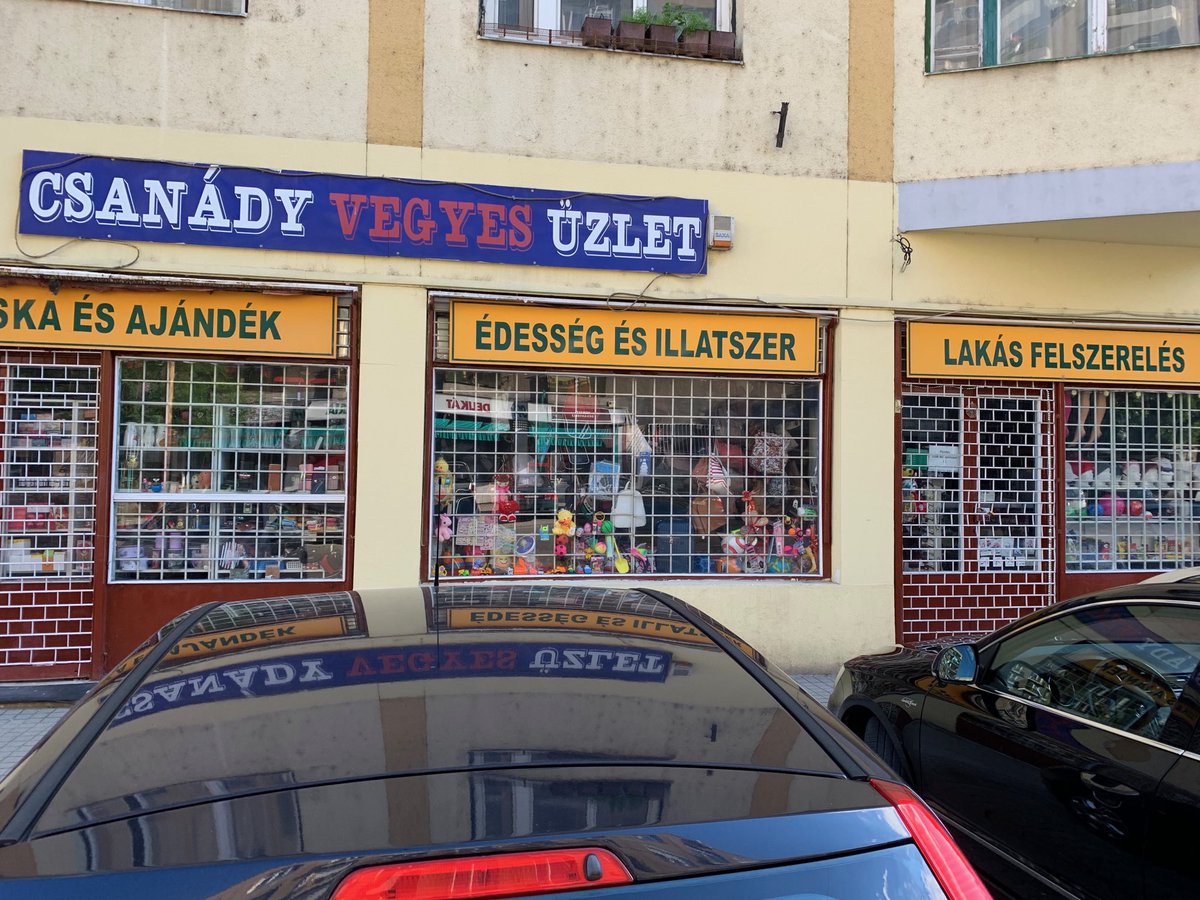 CSANÁDY VEGYES ÜZLET
SKA ÉS AJÁNDÉK
ÉDESSÉG ÉS ILLATSZER
LAKÁS FELSZERELÉS